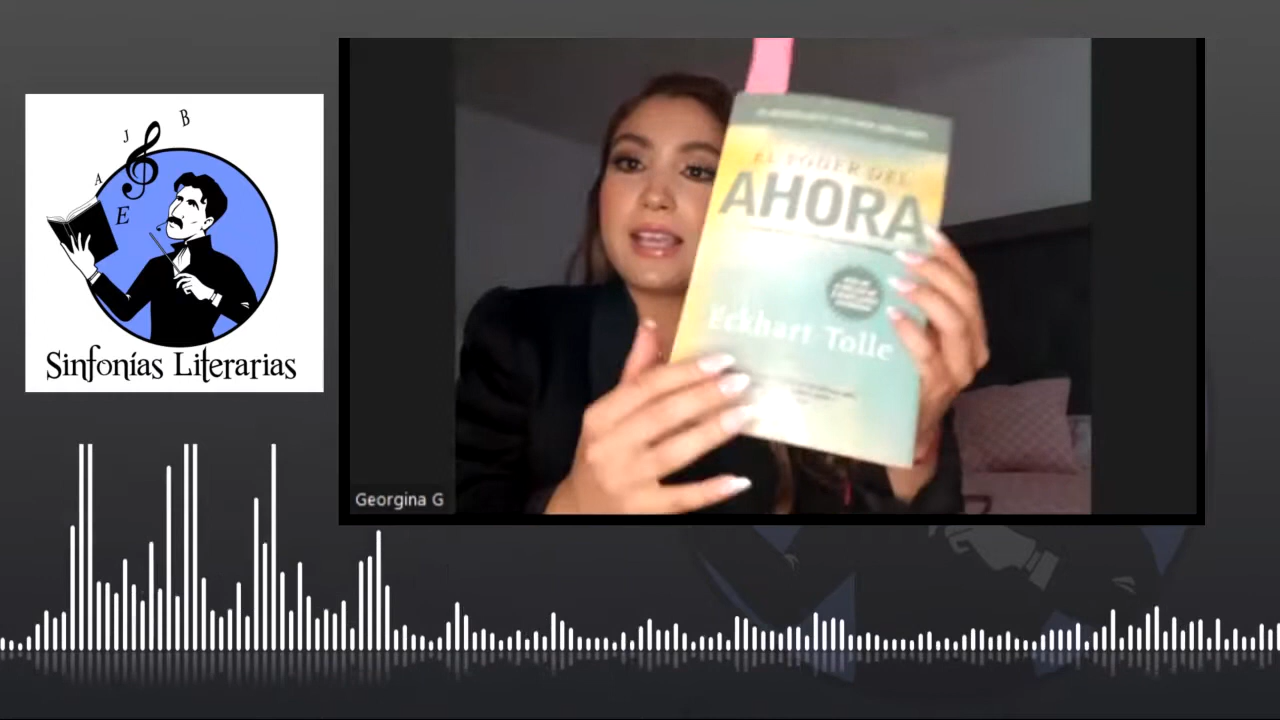 J
B
A
E
Sinfonías Literarias
EL PODER DEL
AHORA
Eckhart Tolle
Georgina G